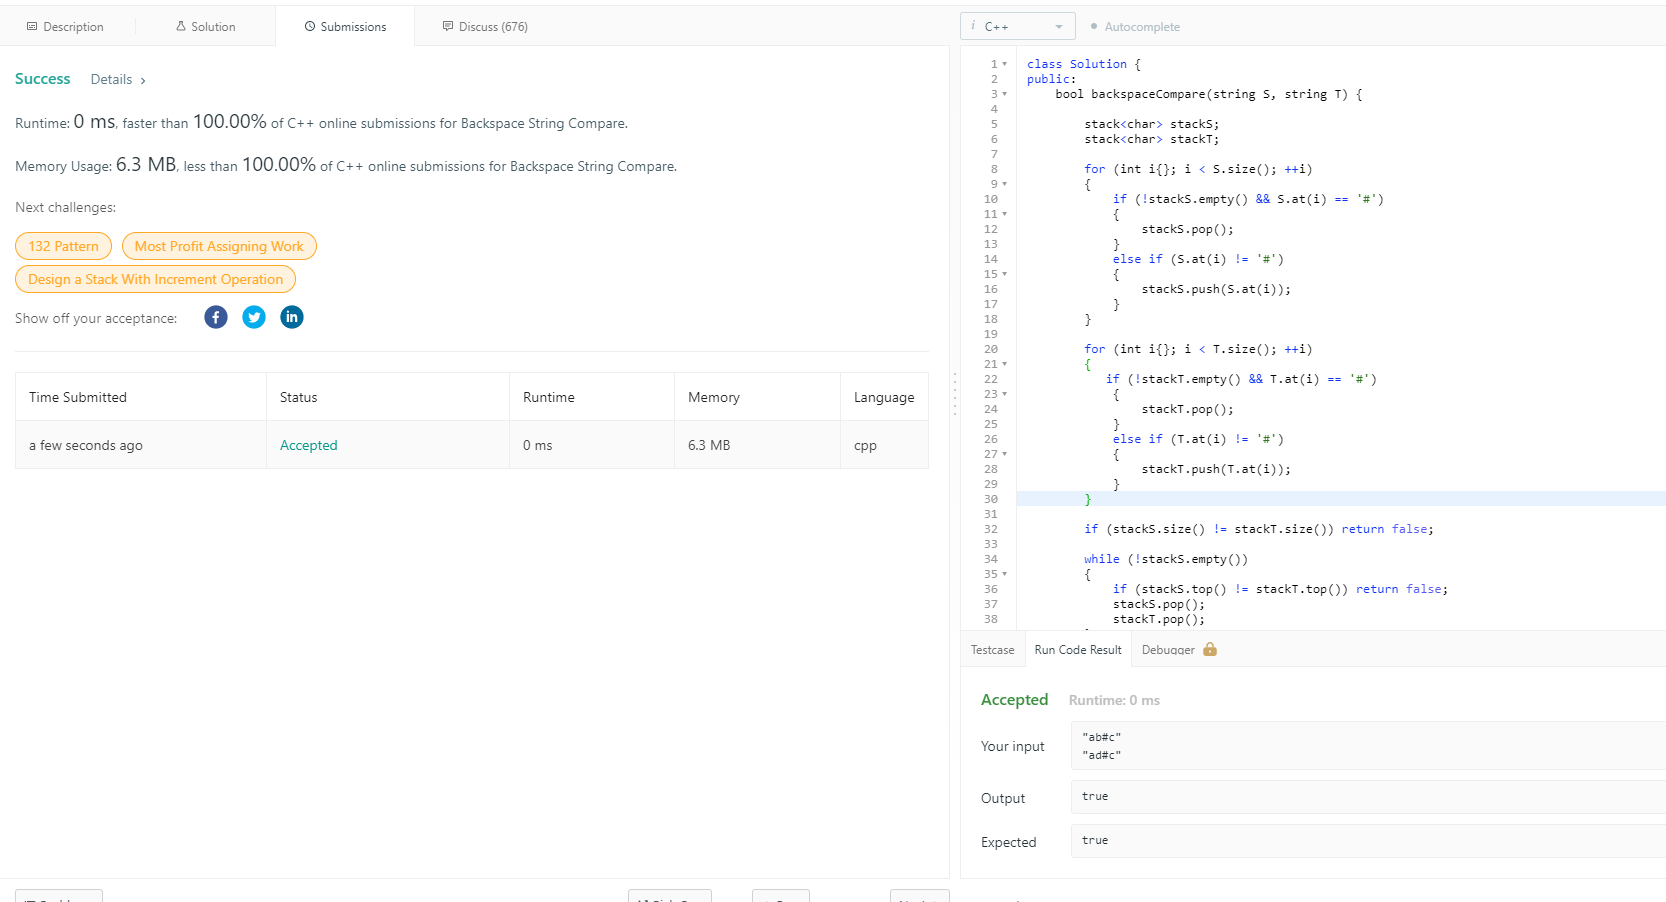 Description
Solution
Submissions
Discuss (676)
Success Details ›
Runtime: 0 ms, faster than 100.00% of C++ online submissions for Backspace String Compare.
Memory Usage: 6.3 MB, less than 100.00% of C++ online submissions for Backspace String Compare.
Next challenges:
132 Pattern
Most Profit Assigning Work
Design a Stack With Increment Operation
Show off your acceptance:
Time Submitted Status Runtime Memory Language
a few seconds ago Accepted 0 ms 6.3 MB cpp
i C++
Autocomplete
1 class Solution {
2 public:
3     bool backspaceCompare(string S, string T) {
4
5         stack<char> stackS;
6         stack<char> stackT;
7
8         for (int i{}; i < S.size(); ++i)
9         {
10             if (!stackS.empty() && S.at(i) == '#')
11             {
12                 stackS.pop();
13             }
14             else if (S.at(i) != '#')
15             {
16                 stackS.push(S.at(i));
17             }
18         }
19
20         for (int i{}; i < T.size(); ++i)
21         {
22            if (!stackT.empty() && T.at(i) == '#')
23             {
24                 stackT.pop();
25             }
26             else if (T.at(i) != '#')
27             {
28                 stackT.push(T.at(i));
29             }
30         }
31
32         if (stackS.size() != stackT.size()) return false;
33
34         while (!stackS.empty())
35         {
36             if (stackS.top() != stackT.top()) return false;
37             stackS.pop();
38             stackT.pop();
Testcase
Run Code Result
Debugger
Accepted Runtime: 0 ms
Your input
"ab#c"
"ad#c"
Output
true
Expected
true